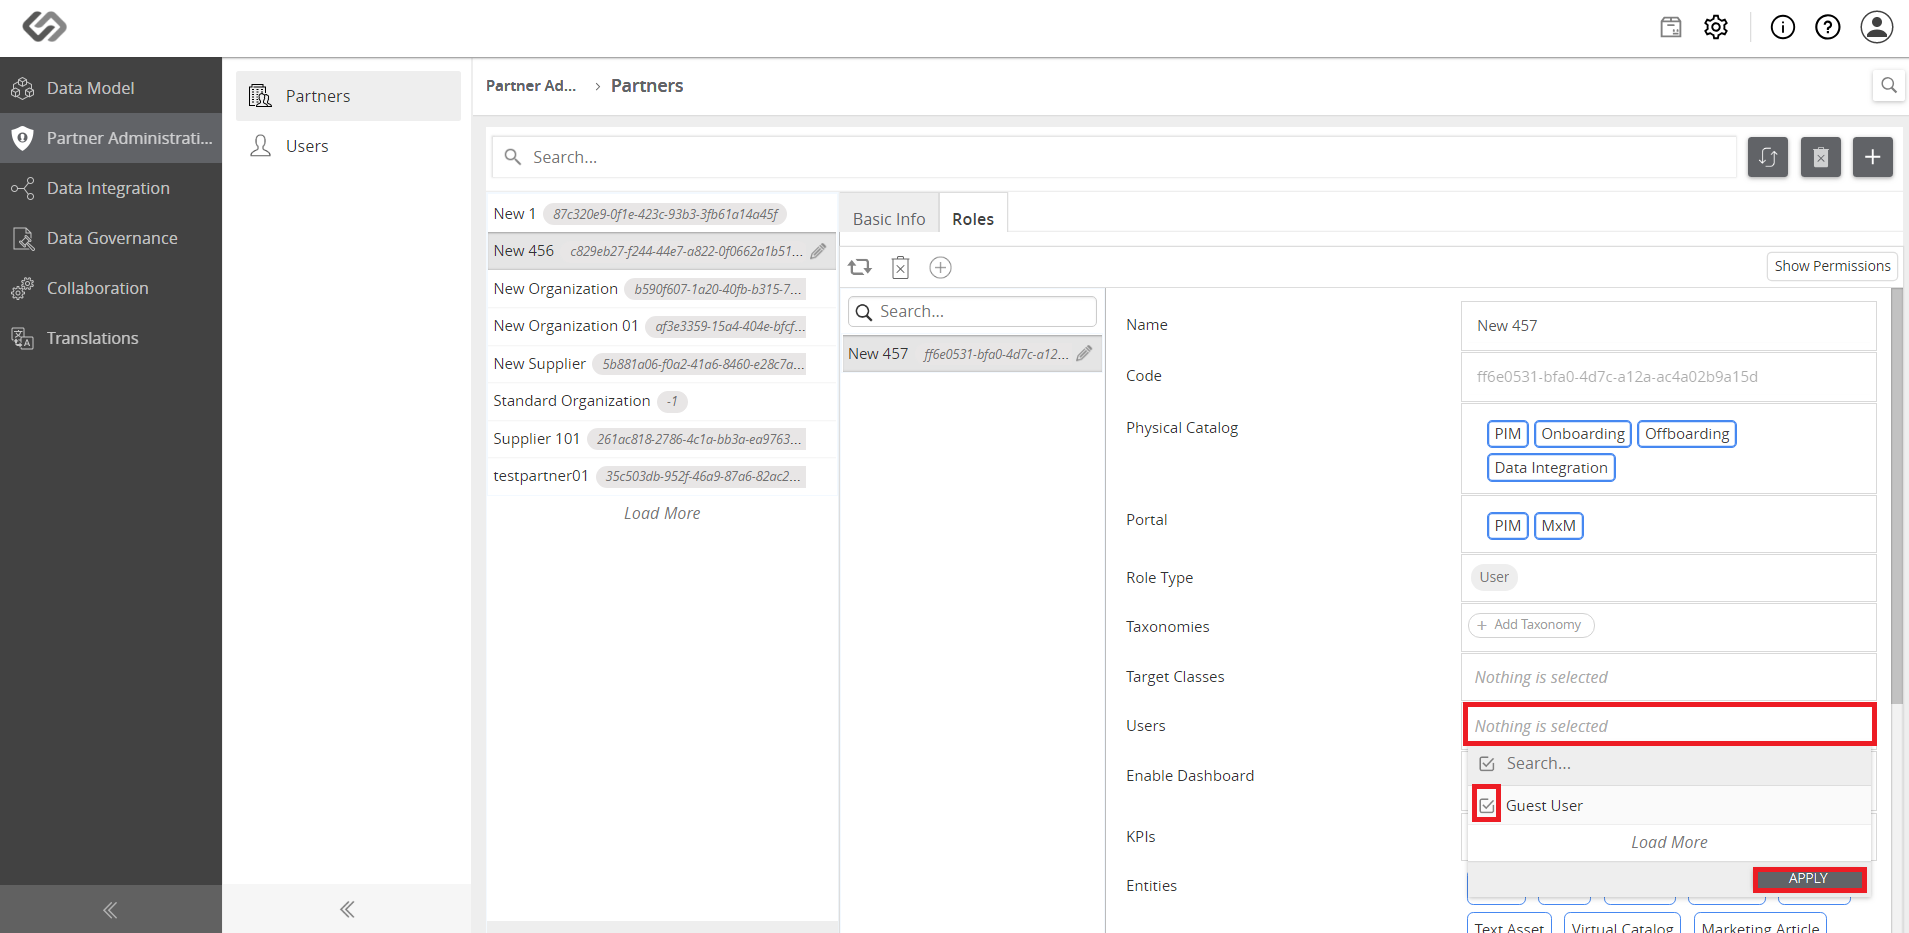 Data Model
Partner Administrati...
Data Integration
Data Governance
Collaboration
Translations
Partners
Users
Partner Ad... > Partners
Search...
New 1 87c320e9-0f1e-423c-93b3-3fb61a14a45f
New 456 c829eb27-f244-44e7-a822-0f0662a1b51...
New Organization b590f607-1a20-40fb-b315-7...
New Organization 01 af3e3359-15a4-404e-bfcf...
New Supplier 5b881a06-f0a2-41a6-8460-e28c7a...
Standard Organization -1
Supplier 101 261ac818-2786-4c1a-bb3a-ea9763...
testpartner01 35c503db-952f-46a9-87a6-82ac2...
Load More
Basic Info Roles
Show Permissions
Search...
New 457 ff6e0531-bfa0-4d7c-a12...
Name New 457
Code ff6e0531-bfa0-4d7c-a12a-ac4a02b9a15d
Physical Catalog PIM Onboarding Offboarding
Data Integration
Portal PIM MxM
Role Type User
Taxonomies + Add Taxonomy
Target Classes Nothing is selected
Users Nothing is selected
Search...
Enable Dashboard
Guest User
KPIs
Load More
APPLY
Entities
Text Asset Virtual Catalog Marketing Article